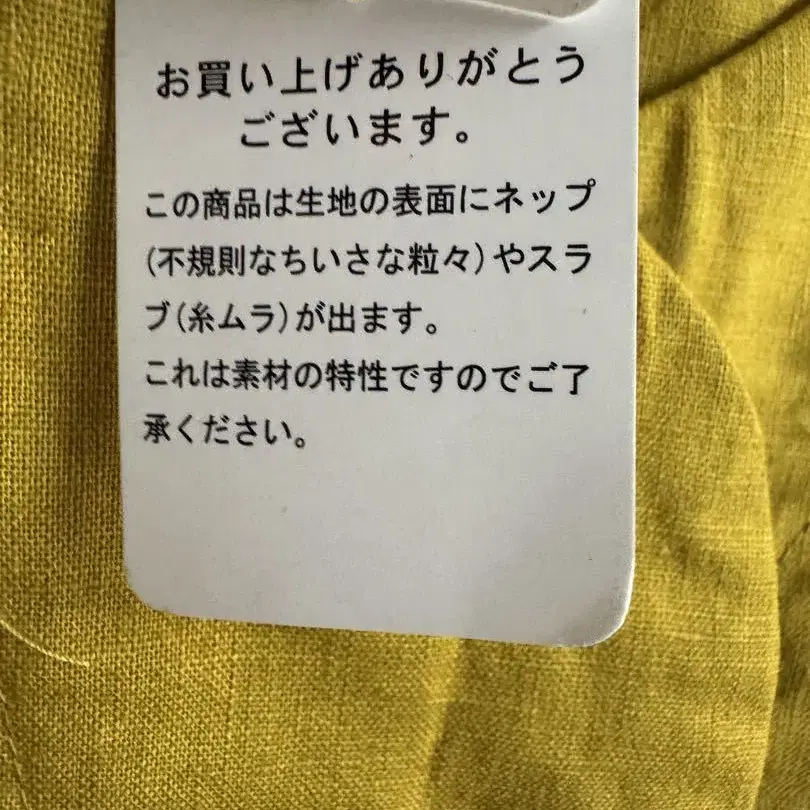 お買い上げありがとう
ございます。
この商品は生地の表面にネップ
(不規則なちいさな粒々)やスラ
ブ(糸ムラ)が出ます。
これは素材の特性ですのでご了
承ください。